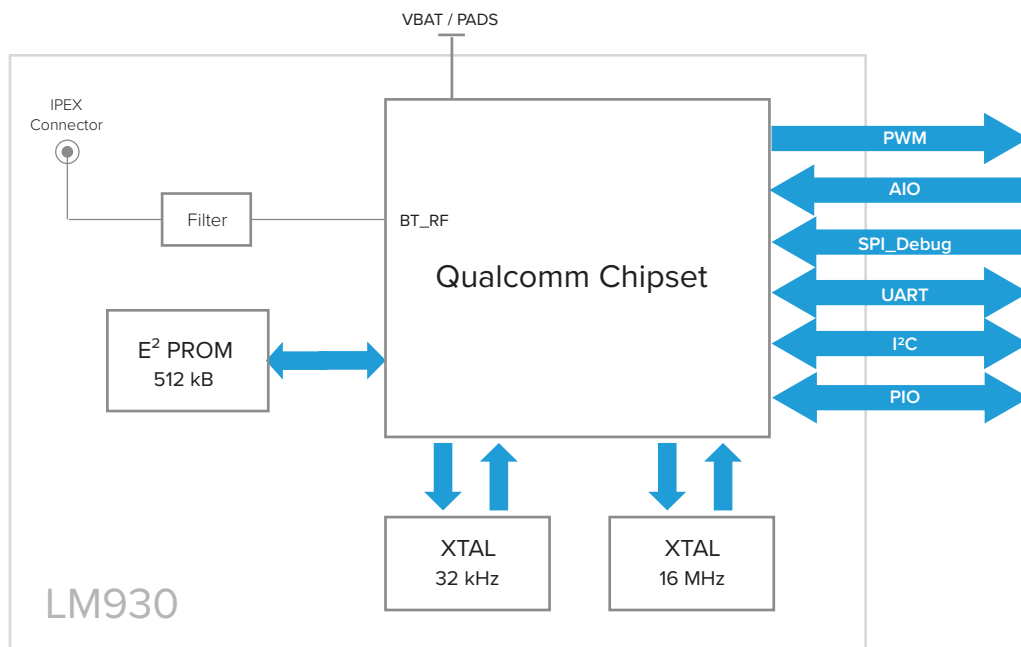 VBAT / PADS
IPEX
Connector
Filter
BT_RF
Qualcomm Chipset
PWM
AIO
SPI_Debug
UART
I²C
PIO
E² PROM
512 kB
XTAL
32 kHz
XTAL
16 MHz
LM930